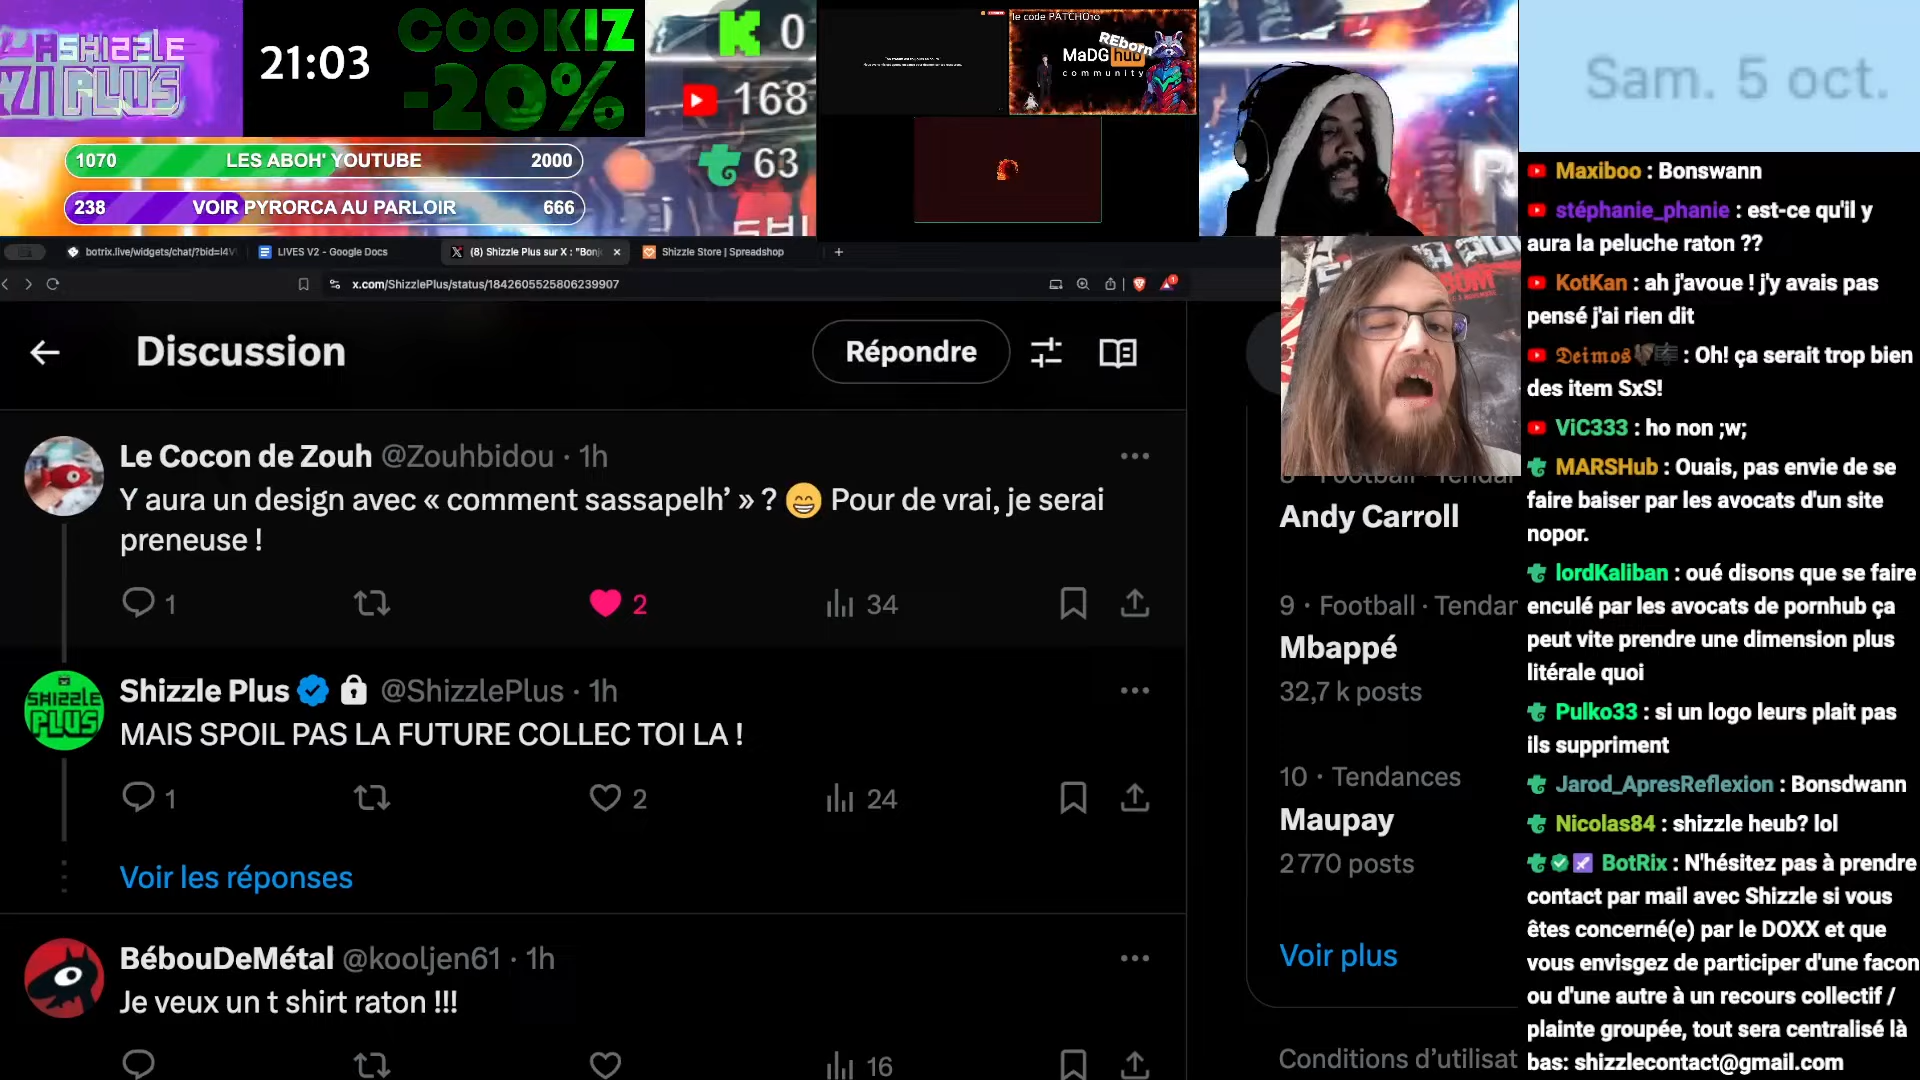 SHIZZLE
PLUS
21:03
COOKIZ
-20%
0
168
63
1070 LES ABOH' YOUTUBE 2000
238 VOIR PYRORCA AU PARLOIR 666
le code PATCHO10
REborn
MaDG hub
community
Sam. 5 oct.
botrix.live/widgets/chat/?bid=I4V
LIVES V2 - Google Docs
(8) Shizzle Plus sur X : "Bonj
Shizzle Store | Spreadshop
x.com/ShizzlePlus/status/1842605525806239907
Discussion
Répondre
Le Cocon de Zouh @Zouhbidou · 1h
Y aura un design avec « comment sassapelh’ » ? 😁 Pour de vrai, je serai
preneuse !
1 2 34
Shizzle Plus @ShizzlePlus · 1h
MAIS SPOIL PAS LA FUTURE COLLEC TOI LA !
1 2 24
Voir les réponses
BébouDeMétal @kooljen61 · 1h
Je veux un t shirt raton !!!
16
8 · Football · Tendan
Andy Carroll
9 · Football · Tendan
Mbappé
32,7 k posts
10 · Tendances
Maupay
2 770 posts
Voir plus
Conditions d’utilisat
Maxiboo : Bonswann
stéphanie_phanie : est-ce qu'il y
aura la peluche raton ??
KotKan : ah j'avoue ! j'y avais pas
pensé j'ai rien dit
Deimos : Oh! ça serait trop bien
des item SxS!
ViC333 : ho non ;w;
MARSHub : Ouais, pas envie de se
faire baiser par les avocats d'un site
nopor.
lordKaliban : oué disons que se faire
enculé par les avocats de pornhub ça
peut vite prendre une dimension plus
litérale quoi
Pulko33 : si un logo leurs plait pas
ils suppriment
Jarod_ApresReflexion : Bonsdwann
Nicolas84 : shizzle heub? lol
BotRix : N'hésitez pas à prendre
contact par mail avec Shizzle si vous
êtes concerné(e) par le DOXX et que
vous envisgez de participer d'une facon
ou d'une autre à un recours collectif /
plainte groupée, tout sera centralisé là
bas: shizzlecontact@gmail.com